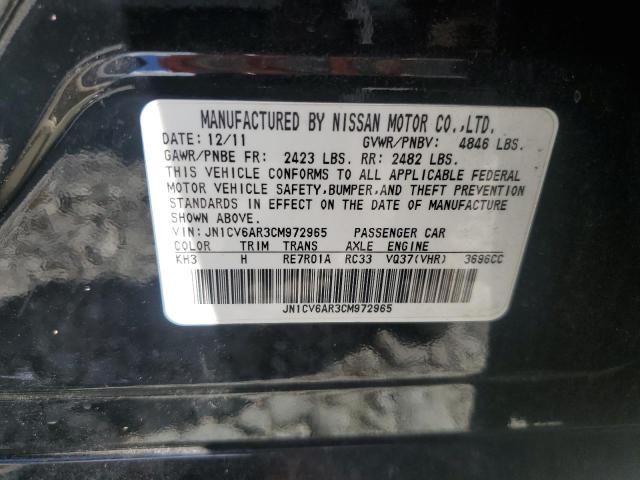 MANUFACTURED BY NISSAN MOTOR CO.,LTD.
DATE: 12/11 GVWR/PNBV: 4846 LBS.
GAWR/PNBE FR: 2423 LBS. RR: 2482 LBS.
THIS VEHICLE CONFORMS TO ALL APPLICABLE FEDERAL
MOTOR VEHICLE SAFETY,BUMPER,AND THEFT PREVENTION
STANDARDS IN EFFECT ON THE DATE OF MANUFACTURE
SHOWN ABOVE.
VIN:JN1CV6AR3CM972965 PASSENGER CAR
COLOR TRIM TRANS AXLE ENGINE
KH3 H RE7R01A RC33 VQ37(VHR) 3696CC
JN1CV6AR3CM972965